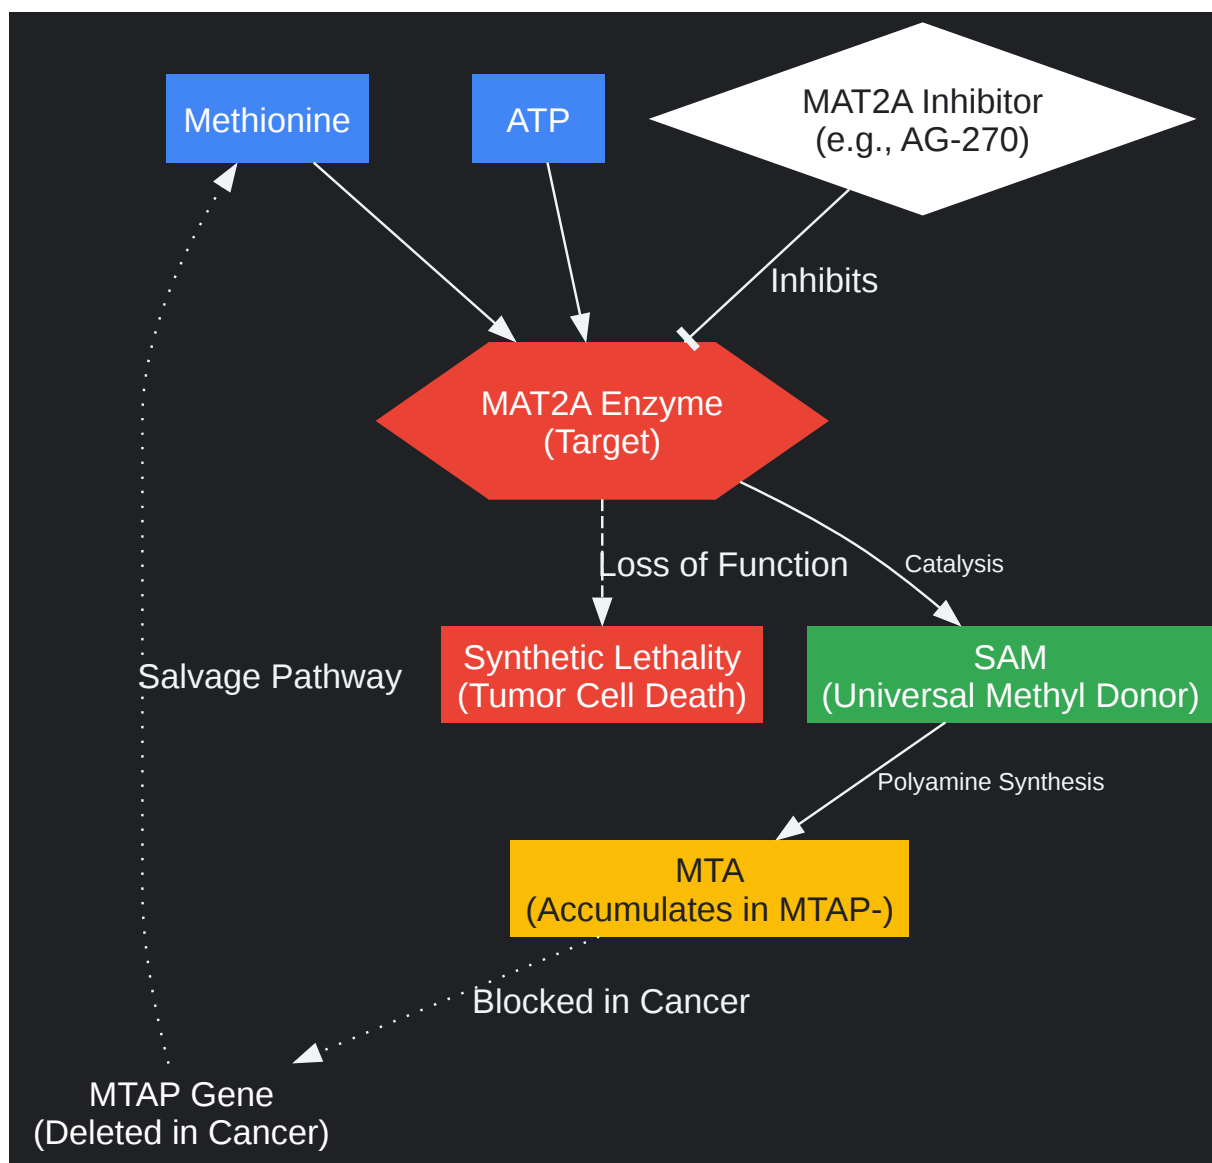 Methionine
ATP
MAT2A Inhibitor
(e.g., AG-270)
Inhibits
MAT2A Enzyme
(Target)
Loss of Function
Catalysis
Synthetic Lethality
(Tumor Cell Death)
SAM
(Universal Methyl Donor)
Salvage Pathway
Polyamine Synthesis
MTA
(Accumulates in MTAP-)
Blocked in Cancer
MTAP Gene
(Deleted in Cancer)